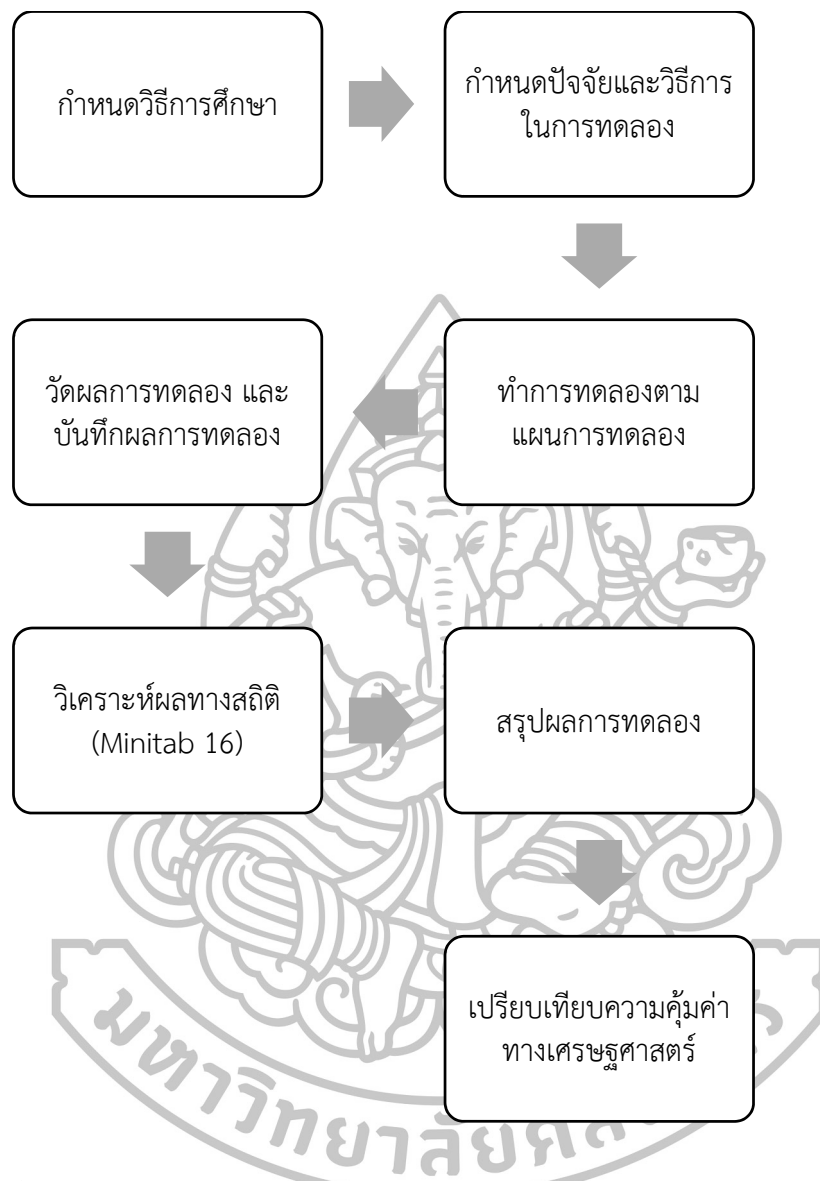 กำหนดวิธีการศึกษา
กำหนดปัจจัยและวิธีการ
ในการทดลอง
ทำการทดลองตาม
แผนการทดลอง
วัดผลการทดลอง และ
บันทึกผลการทดลอง
วิเคราะห์ผลทางสถิติ
(Minitab 16)
สรุปผลการทดลอง
เปรียบเทียบความคุ้มค่า
ทางเศรษฐศาสตร์